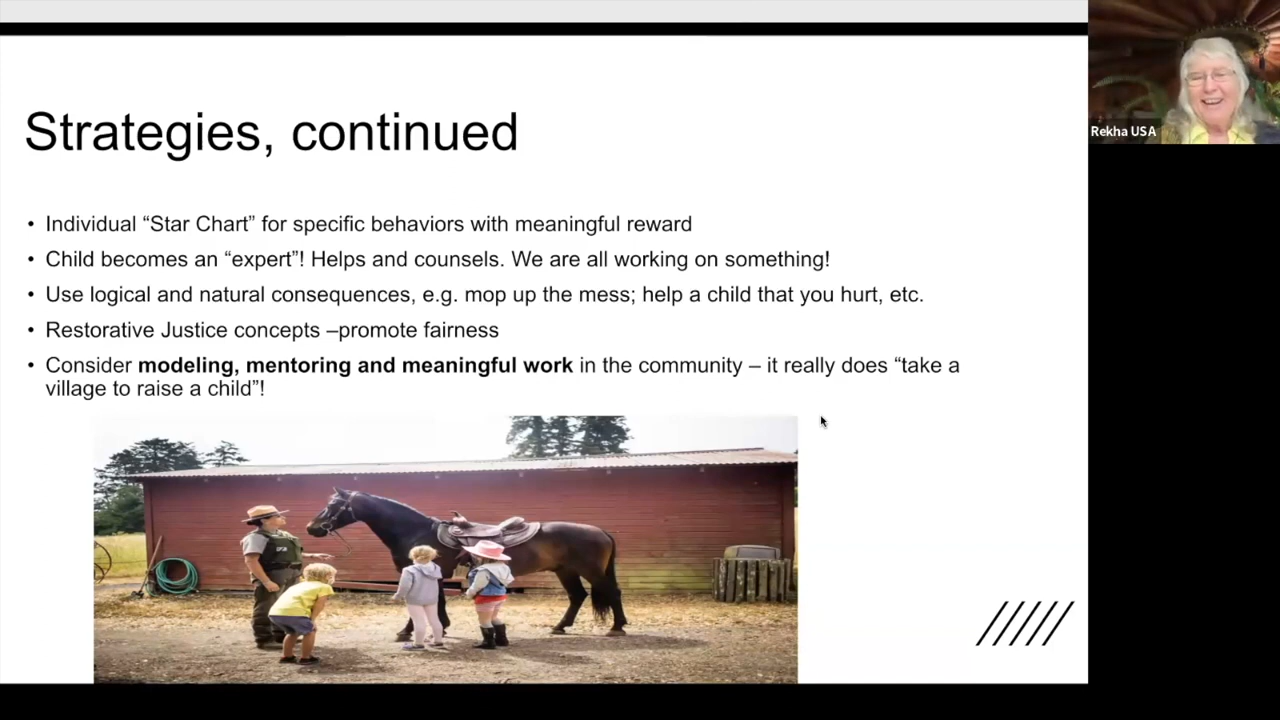 Strategies, continued
• Individual “Star Chart” for specific behaviors with meaningful reward
• Child becomes an “expert”! Helps and counsels. We are all working on something!
• Use logical and natural consequences, e.g. mop up the mess; help a child that you hurt, etc.
• Restorative Justice concepts –promote fairness
• Consider modeling, mentoring and meaningful work in the community – it really does “take a
village to raise a child”!
Rekha USA